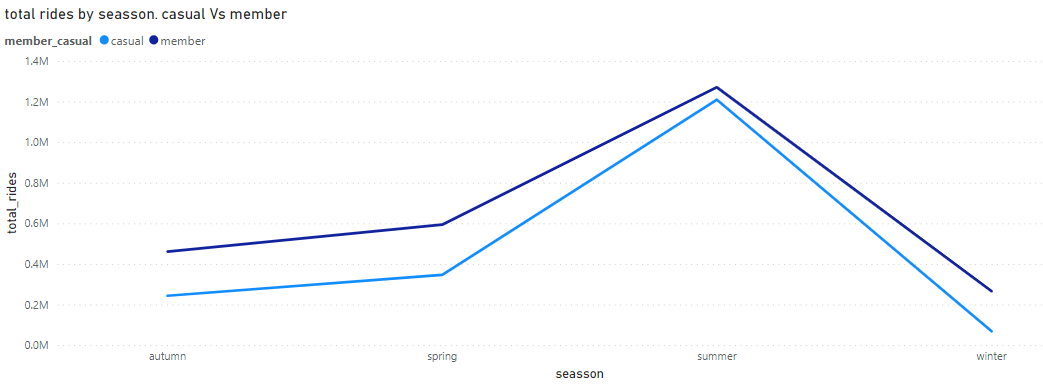 total rides by seasson. casual Vs member
member_casual casual member
1.4M
1.2M
1.0M
0.8M
0.6M
0.4M
0.2M
0.0M
total_rides
autumn spring summer winter
seasson